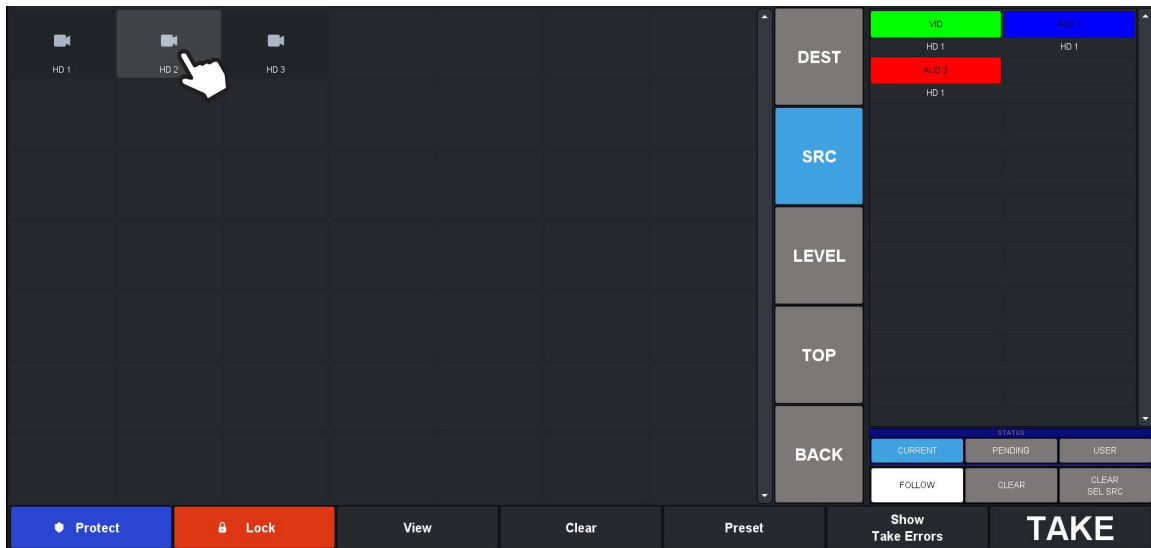 HD 1
HD 2
HD 3
DEST
SRC
LEVEL
TOP
BACK
VID
AUD 1
HD 1
HD 1
AUD 2
HD 1
STATUS
CURRENT
PENDING
USER
FOLLOW
CLEAR
CLEAR
SEL SRC
Protect
Lock
View
Clear
Preset
Show
Take Errors
TAKE